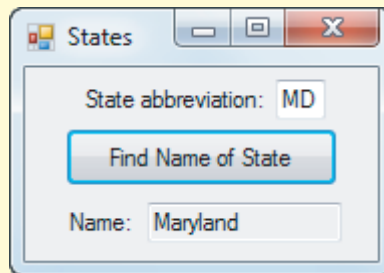 States
State abbreviation: MD
Find Name of State
Name: Maryland